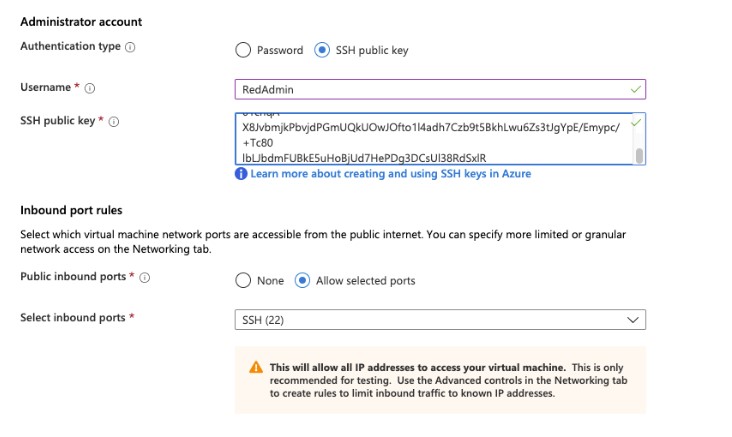 Administrator account
Authentication type
Password
SSH public key
Username *
RedAdmin
SSH public key *
X8JvbmjkPbvjdPGmUQkUOwJOfto1l4adh7Czb9t5BkhLwu6Zs3tJgYpE/Emypc/
+Tc80
lbLJbdmFUBkE5uHoBjUd7HePDg3DCsUl38RdSxlR
Learn more about creating and using SSH keys in Azure
Inbound port rules
Select which virtual machine network ports are accessible from the public internet. You can specify more limited or granular
network access on the Networking tab.
Public inbound ports *
None
Allow selected ports
Select inbound ports *
SSH (22)
This will allow all IP addresses to access your virtual machine. This is only
recommended for testing. Use the Advanced controls in the Networking tab
to create rules to limit inbound traffic to known IP addresses.